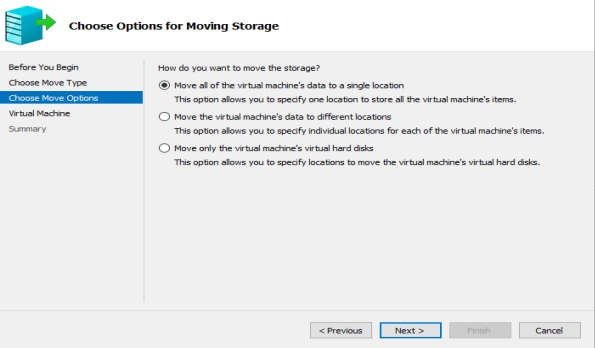 Choose Options for Moving Storage
Before You Begin
Choose Move Type
Choose Move Options
Virtual Machine
Summary
How do you want to move the storage?
Move all of the virtual machine's data to a single location
This option allows you to specify one location to store all the virtual machine's items.
Move the virtual machine's data to different locations
This option allows you to specify individual locations for each of the virtual machine's items.
Move only the virtual machine's virtual hard disks
This option allows you to specify locations to move the virtual machine's virtual hard disks.
< Previous
Next >
Finish
Cancel